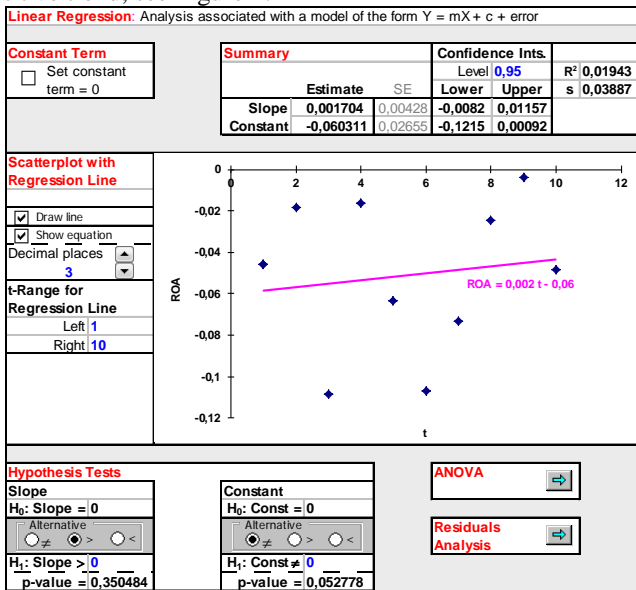 Linear Regression: Analysis associated with a model of the form Y = mX + c + error
Constant Term
Set constant
term = 0
Summary
Confidence Ints.
Level 0,95
R² 0,01943
Estimate SE Lower Upper s 0,03887
Slope 0,001704 0,00428 -0,0082 0,01157
Constant -0,060311 0,02655 -0,1215 0,00092
Scatterplot with
Regression Line
Draw line
Show equation
Decimal places
3
t-Range for
Regression Line
Left 1
Right 10
0
-0,02
-0,04
-0,06
-0,08
-0,1
-0,12
ROA
0 2 4 6 8 10 12
ROA = 0,002 t - 0,06
t
Hypothesis Tests
Slope
H₀: Slope = 0
Alternative
≠ > <
H₁: Slope > 0
p-value = 0,350484
Constant
H₀: Const = 0
Alternative
≠ > <
H₁: Const ≠ 0
p-value = 0,052778
ANOVA
Residuals
Analysis